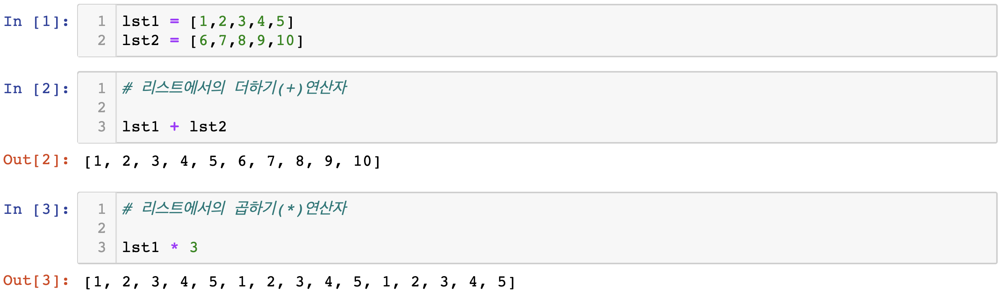 In [1]:
1 lst1 = [1,2,3,4,5]
2 lst2 = [6,7,8,9,10]
In [2]:
1 # 리스트에서의 더하기(+)연산자
2
3 lst1 + lst2
Out[2]: [1, 2, 3, 4, 5, 6, 7, 8, 9, 10]
In [3]:
1 # 리스트에서의 곱하기(*)연산자
2
3 lst1 * 3
Out[3]: [1, 2, 3, 4, 5, 1, 2, 3, 4, 5, 1, 2, 3, 4, 5]